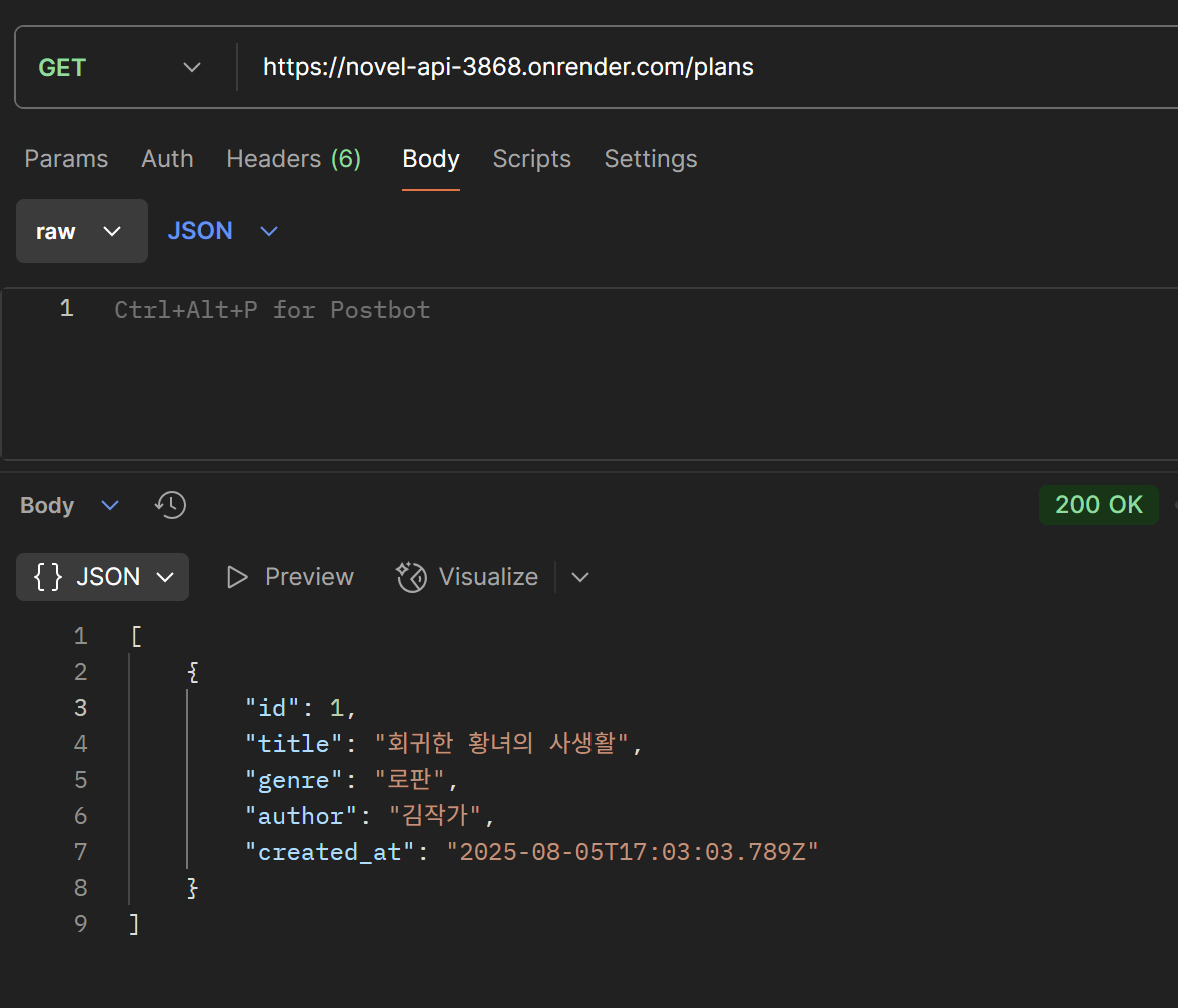 GET https://novel-api-3868.onrender.com/plans
Params Auth Headers (6) Body Scripts Settings
raw JSON
1 Ctrl+Alt+P for Postbot
Body 200 OK
{} JSON Preview Visualize
1 [
2 {
3 "id": 1,
4 "title": "회귀한 황녀의 사생활",
5 "genre": "로판",
6 "author": "김작가",
7 "created_at": "2025-08-05T17:03:03.789Z"
8 }
9 ]